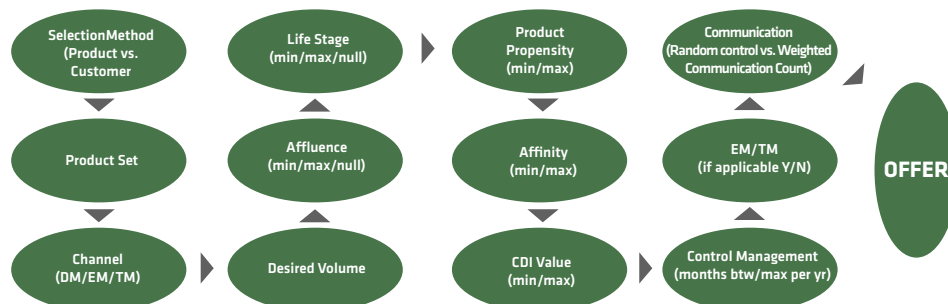 SelectionMethod
(Product vs.
Customer
Product Set
Channel
(DM/EM/TM)
Desired Volume
Affluence
(min/max/null)
Life Stage
(min/max/null)
Product
Propensity
(min/max)
Affinity
(min/max)
CDI Value
(min/max)
Control Management
(months btw/max per yr)
EM/TM
(if applicable Y/N)
Communication
(Random control vs. Weighted
Communication Count)
OFFER